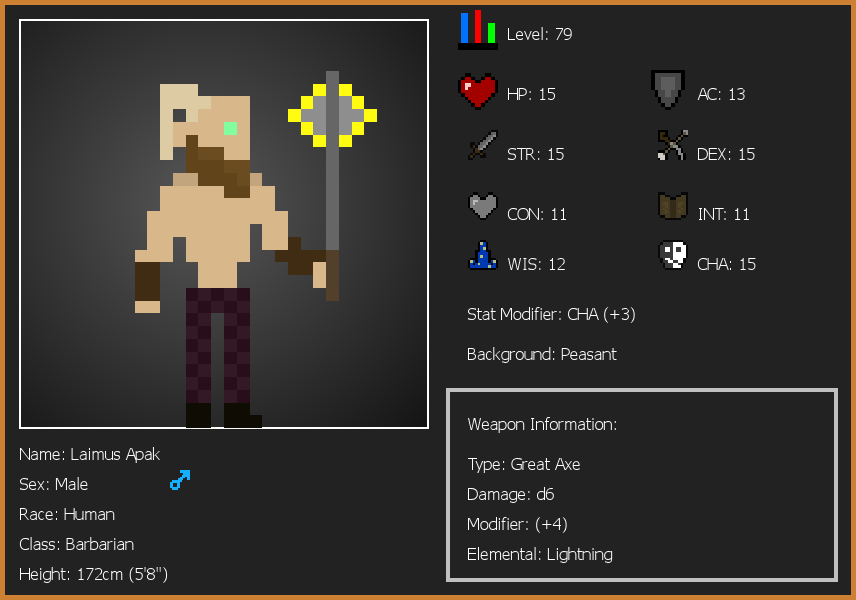 Level: 79
HP: 15
AC: 13
STR: 15
DEX: 15
CON: 11
INT: 11
WIS: 12
CHA: 15
Stat Modifier: CHA (+3)
Background: Peasant
Weapon Information:
Type: Great Axe
Damage: d6
Modifier: (+4)
Elemental: Lightning
Name: Laimus Apak
Sex: Male
Race: Human
Class: Barbarian
Height: 172cm (5'8")